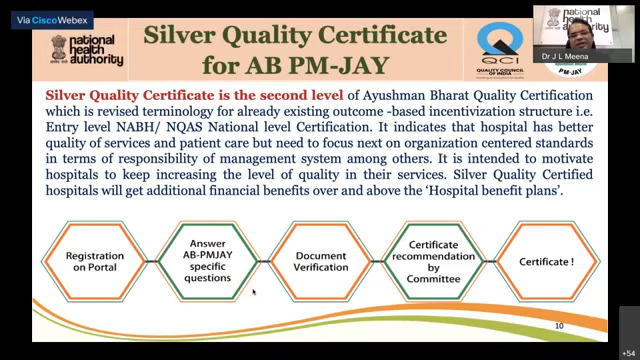 Via Cisco Webex
national
health
authority
Silver Quality Certificate
for AB PM-JAY
QCI
QUALITY COUNCIL
OF INDIA
national
health
authority
Dr J L Meena
PM-JAY
Silver Quality Certificate is the second level of Ayushman Bharat Quality Certification
which is revised terminology for already existing outcome -based incentivization structure i.e.
Entry level NABH/ NQAS National level Certification. It indicates that hospital has better
quality of services and patient care but need to focus next on organization centered standards
in terms of responsibility of management system among others. It is intended to motivate
hospitals to keep increasing the level of quality in their services. Silver Quality Certified
hospitals will get additional financial benefits over and above the ‘Hospital benefit plans’.
Registration
on Portal
Answer
AB-PMJAY
specific
questions
Document
Verification
Certificate
recommendation
by
Committee
Certificate !
10
+54